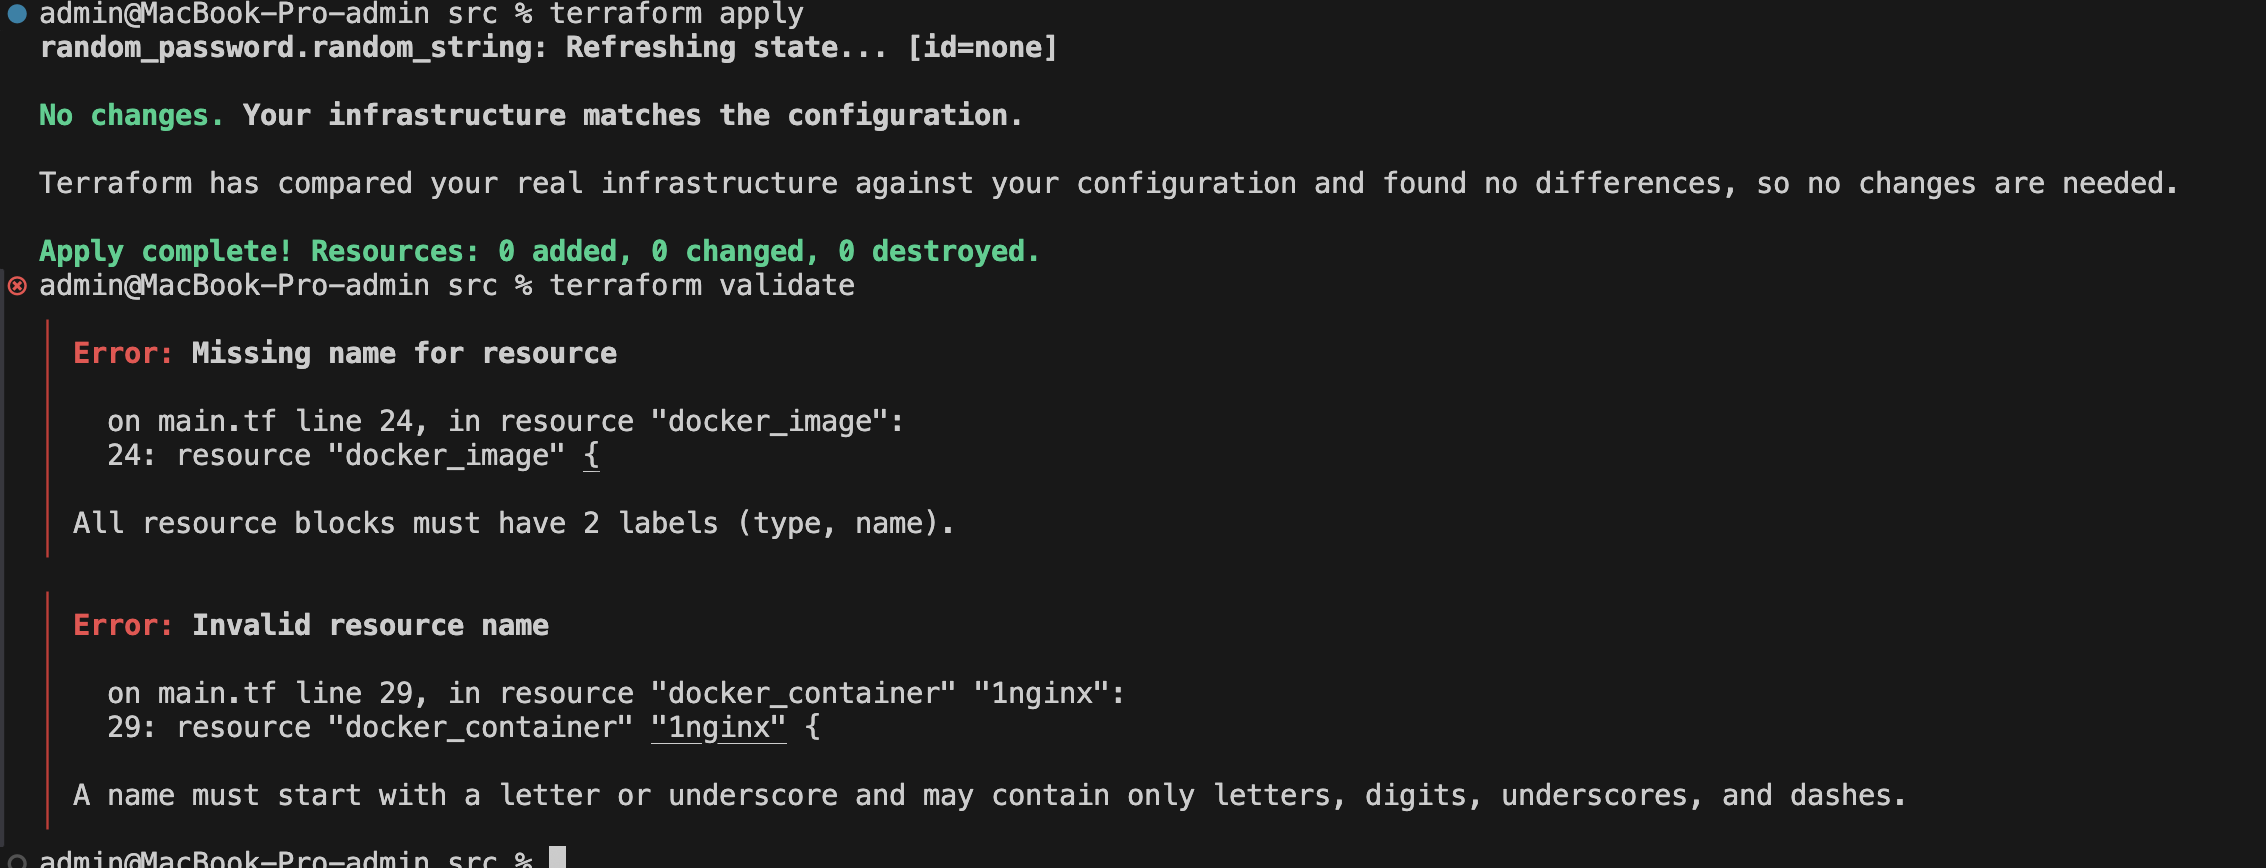 admin@MacBook-Pro-admin src % terraform apply
random_password.random_string: Refreshing state... [id=none]
No changes. Your infrastructure matches the configuration.
Terraform has compared your real infrastructure against your configuration and found no differences, so no changes are needed.
Apply complete! Resources: 0 added, 0 changed, 0 destroyed.
admin@MacBook-Pro-admin src % terraform validate
Error: Missing name for resource
on main.tf line 24, in resource "docker_image":
24: resource "docker_image" {
All resource blocks must have 2 labels (type, name).
Error: Invalid resource name
on main.tf line 29, in resource "docker_container" "1nginx":
29: resource "docker_container" "1nginx" {
A name must start with a letter or underscore and may contain only letters, digits, underscores, and dashes.
admin@MacBook-Pro-admin src %